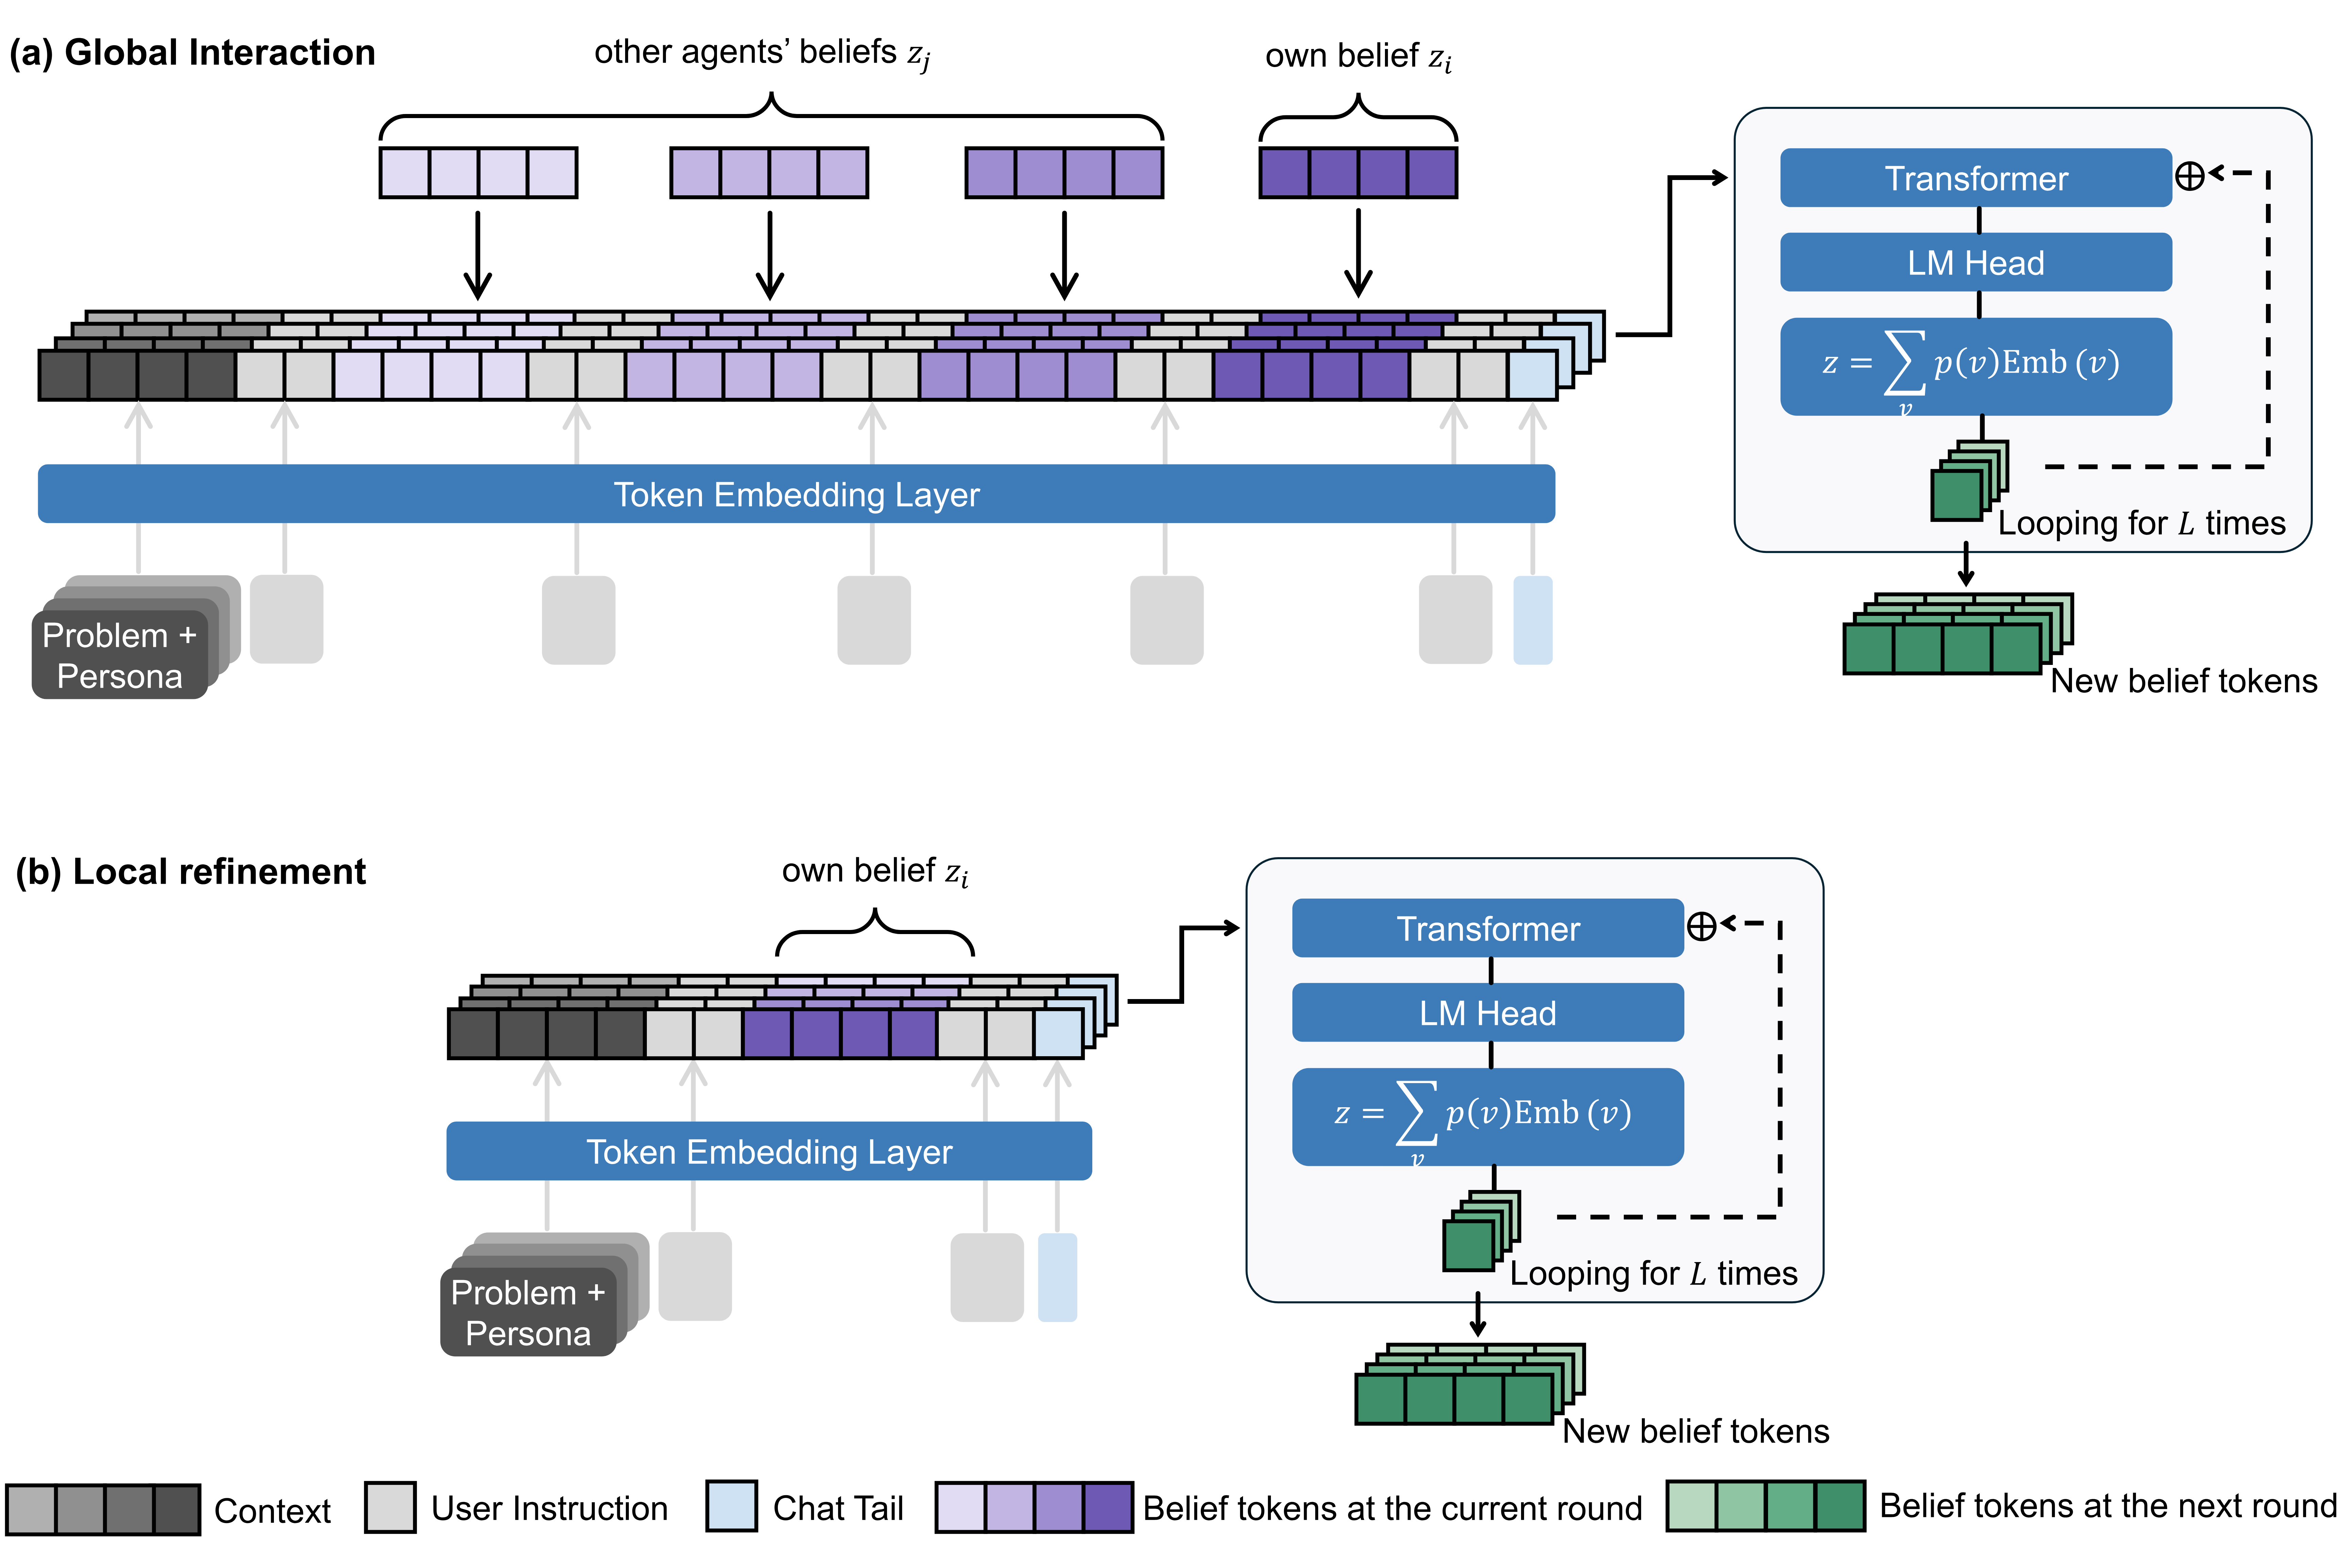 (a) Global Interaction
other agents' beliefs z_j
own belief z_i
Transformer
LM Head
z = ∑_v p(v)Emb (v)
Looping for L times
Token Embedding Layer
Problem +
Persona
New belief tokens
(b) Local refinement
own belief z_i
Transformer
LM Head
z = ∑_v p(v)Emb (v)
Looping for L times
Token Embedding Layer
Problem +
Persona
New belief tokens
Context
User Instruction
Chat Tail
Belief tokens at the current round
Belief tokens at the next round